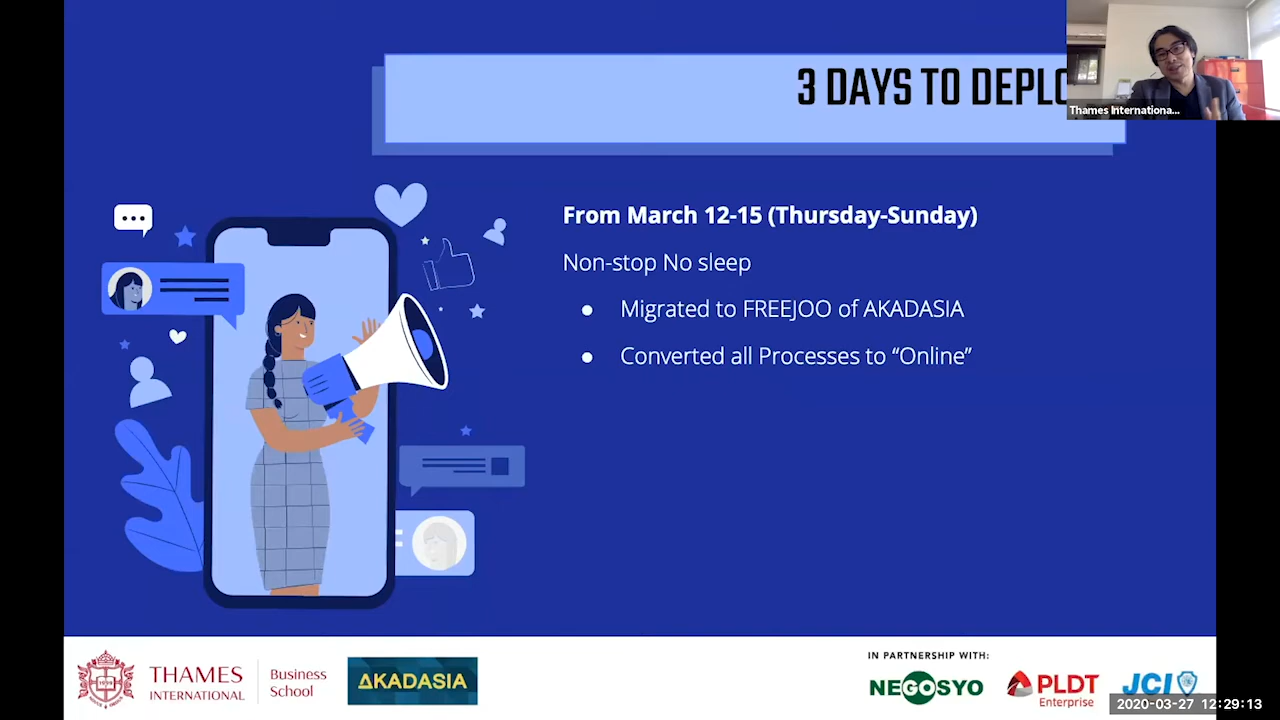 3 DAYS TO DEPLO
Thames Internationa...
From March 12-15 (Thursday-Sunday)
Non-stop No sleep
● Migrated to FREEJOO of AKADASIA
● Converted all Processes to “Online”
THAMES
INTERNATIONAL
Business
School
AKADASIA
IN PARTNERSHIP WITH:
NEGOSYO
PLDT
Enterprise
JCI
2020-03-27 12:29:13